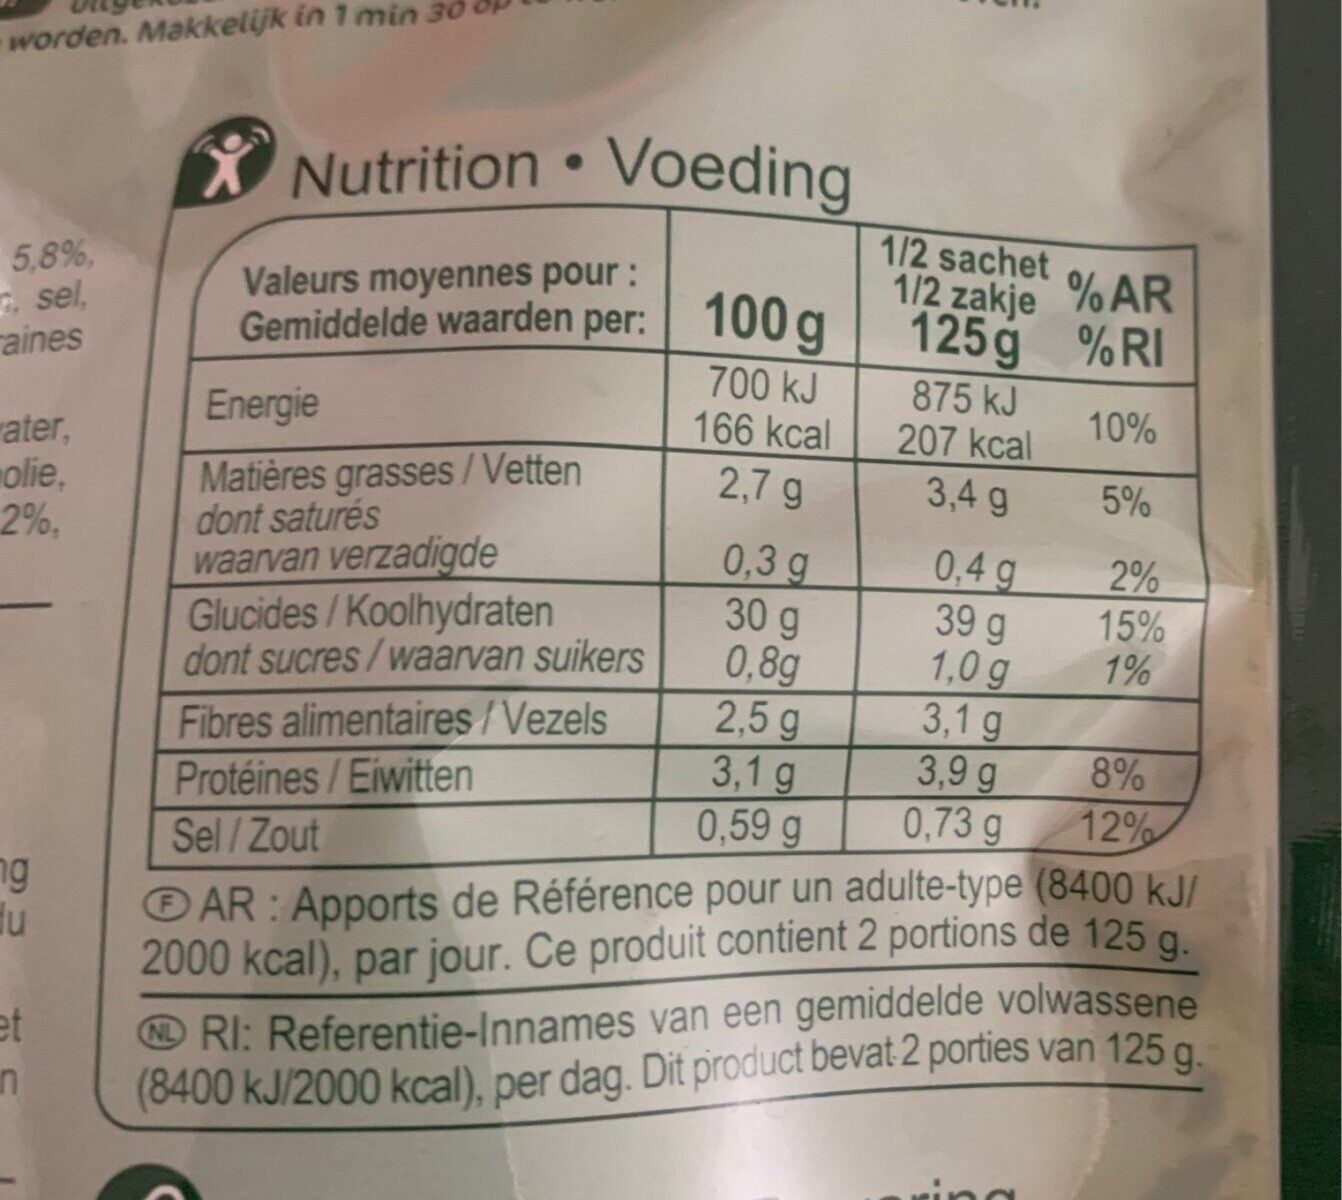 worden. Makkelijk in 1 min 30
Nutrition • Voeding
5,8%,
sel,
Valeurs moyennes pour :
Gemiddelde waarden per:
100 g
1/2 sachet
1/2 zakje
125 g
% AR
% RI
Energie 700 kJ 875 kJ
166 kcal 207 kcal 10%
Matières grasses / Vetten 2,7 g 3,4 g 5%
dont saturés
waarvan verzadigde 0,3 g 0,4 g 2%
Glucides / Koolhydraten 30 g 39 g 15%
dont sucres / waarvan suikers 0,8g 1,0 g 1%
Fibres alimentaires / Vezels 2,5 g 3,1 g
Protéines / Eiwitten 3,1 g 3,9 g 8%
Sel / Zout 0,59 g 0,73 g 12%
2%,
F AR : Apports de Référence pour un adulte-type (8400 kJ/
2000 kcal), par jour. Ce produit contient 2 portions de 125 g.
NL RI: Referentie-Innames van een gemiddelde volwassene
(8400 kJ/2000 kcal), per dag. Dit product bevat 2 porties van 125 g.